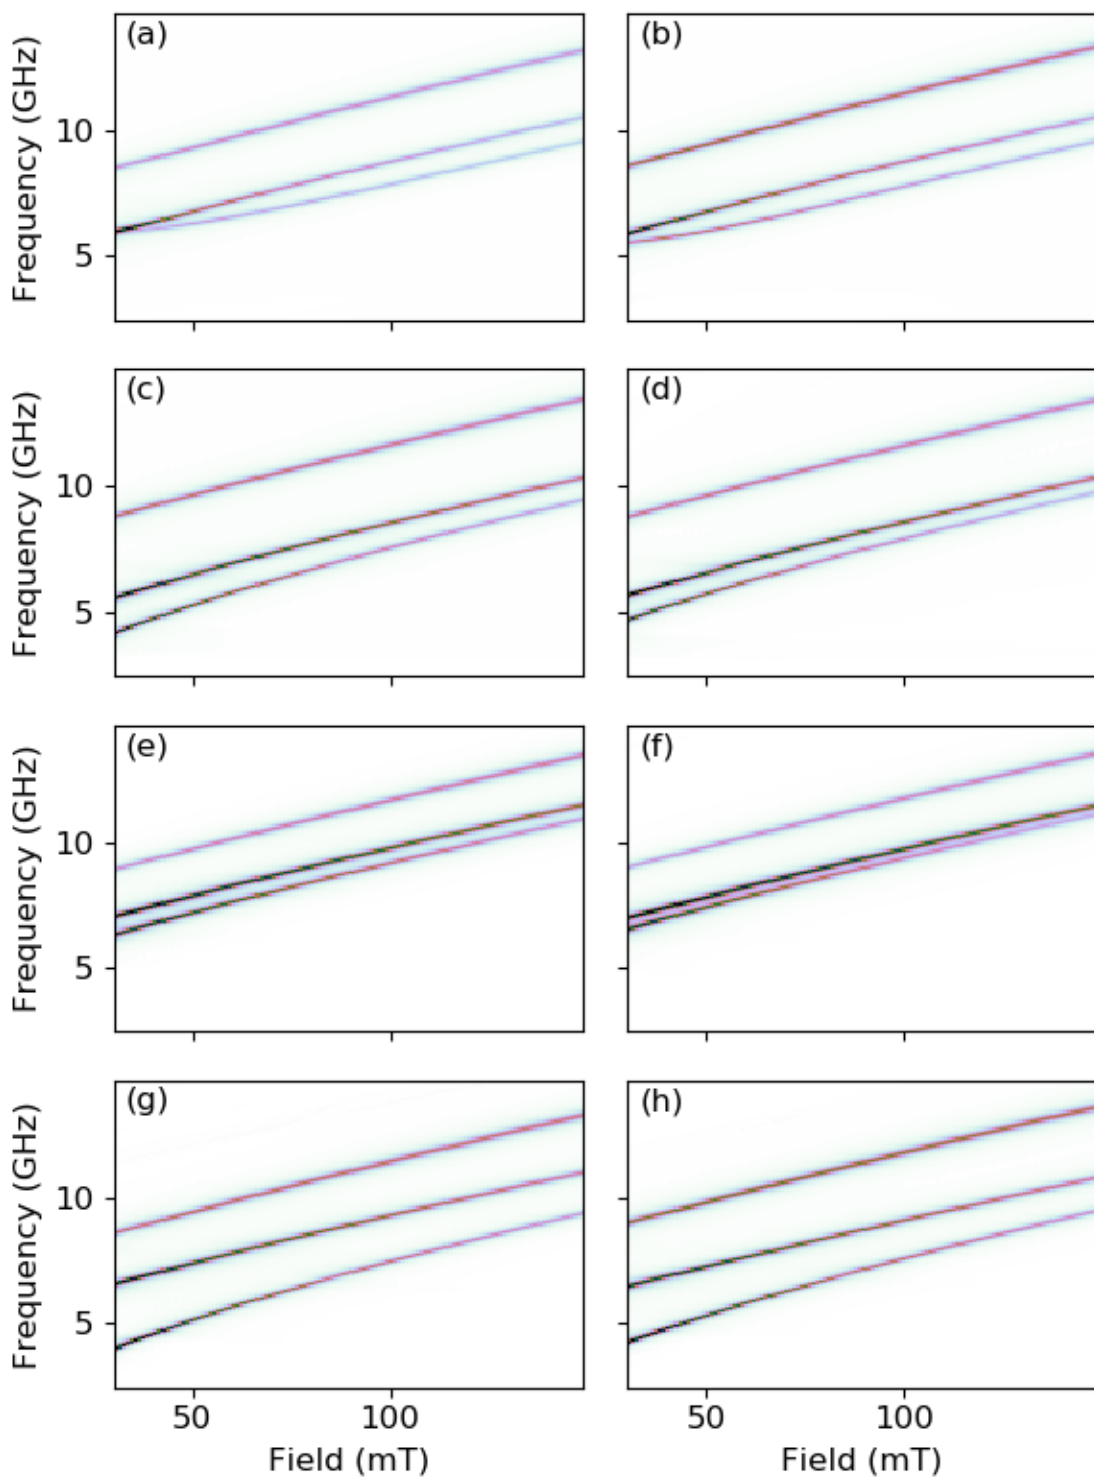 (a) (b)
Frequency (GHz)
10
5
(c) (d)
Frequency (GHz)
10
5
(e) (f)
Frequency (GHz)
10
5
(g) (h)
Frequency (GHz)
10
5
50 100 50 100
Field (mT) Field (mT)